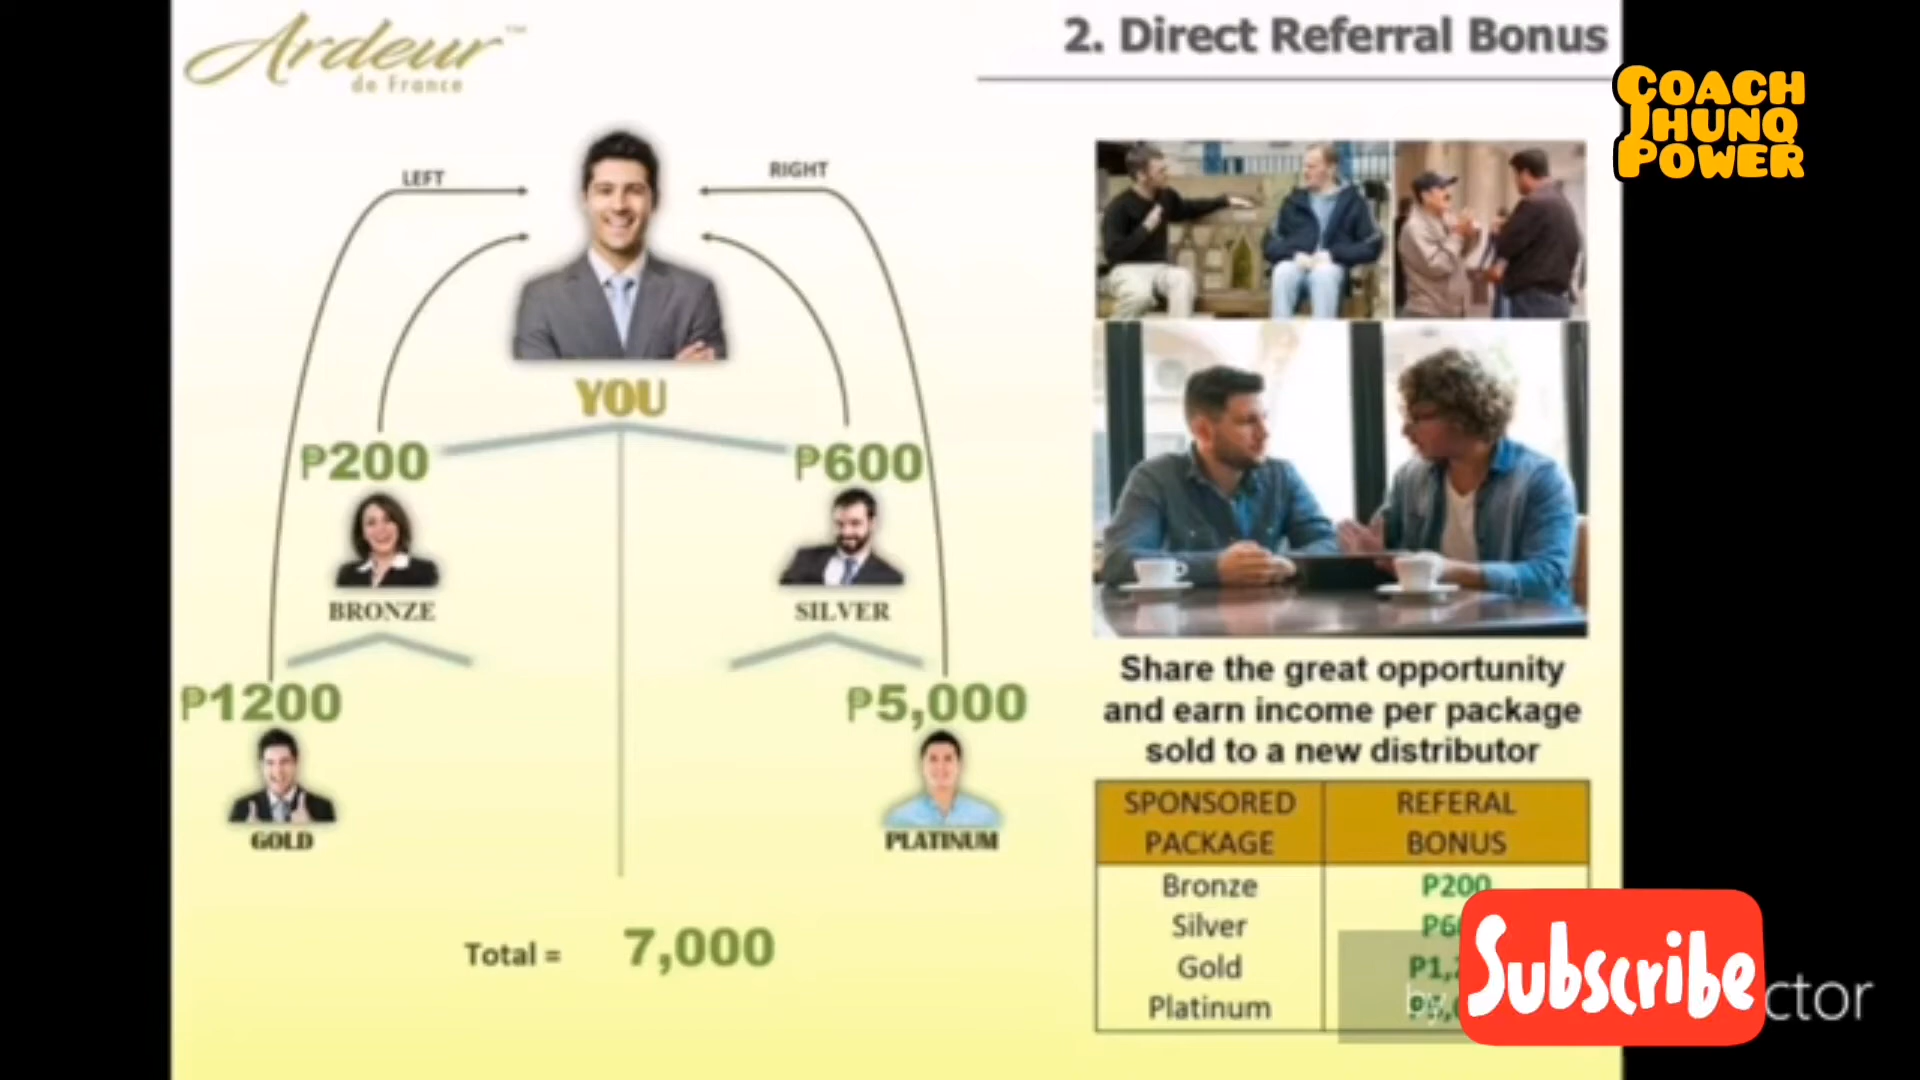 Ardeur
de France
2. Direct Referral Bonus
COACH
JHUNQ
POWER
LEFT
RIGHT
YOU
₱200
₱600
BRONZE
SILVER
₱1200
₱5,000
GOLD
PLATINUM
Total = 7,000
Share the great opportunity
and earn income per package
sold to a new distributor
SPONSORED PACKAGE
REFERAL BONUS
Bronze P200
Silver
Gold
Platinum
Subscribe